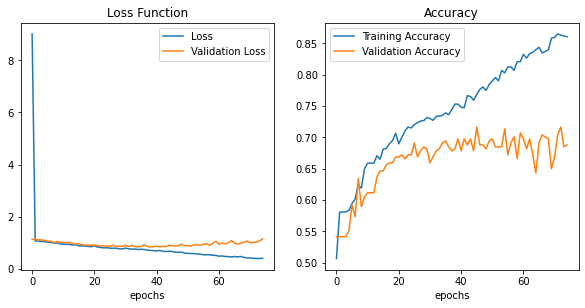 Loss Function
Loss
Validation Loss
8
6
4
2
0
0
20
40
60
epochs
Accuracy
Training Accuracy
Validation Accuracy
0.85
0.80
0.75
0.70
0.65
0.60
0.55
0.50
0
20
40
60
epochs